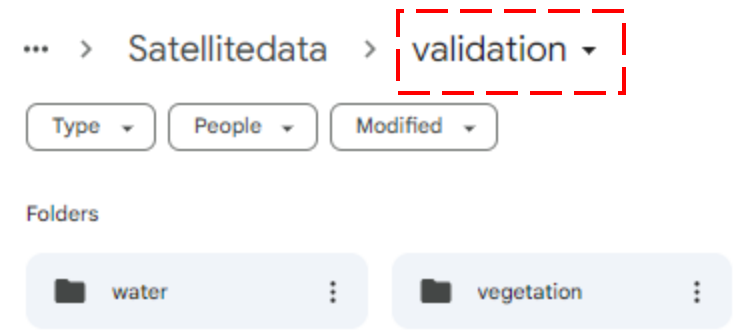 ... > Satellitedata > validation
Type People Modified
Folders
water vegetation